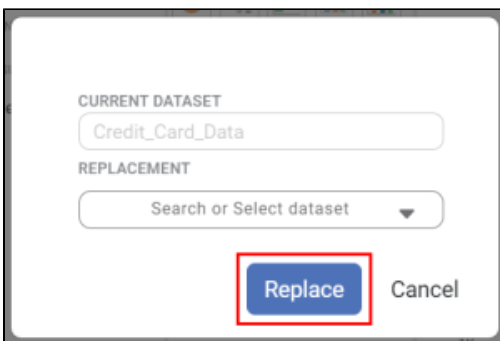 CURRENT DATASET
Credit_Card_Data
REPLACEMENT
Search or Select dataset
Replace Cancel